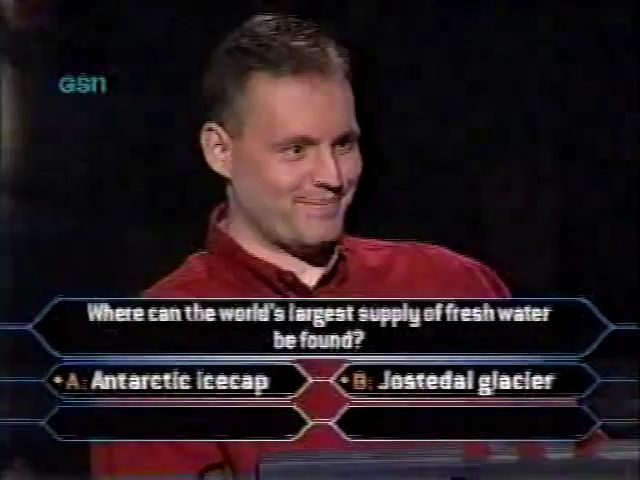 GSN
Where can the world's largest supply of fresh water
be found?
• A: Antarctic icecap
• B: Jostedal glacier